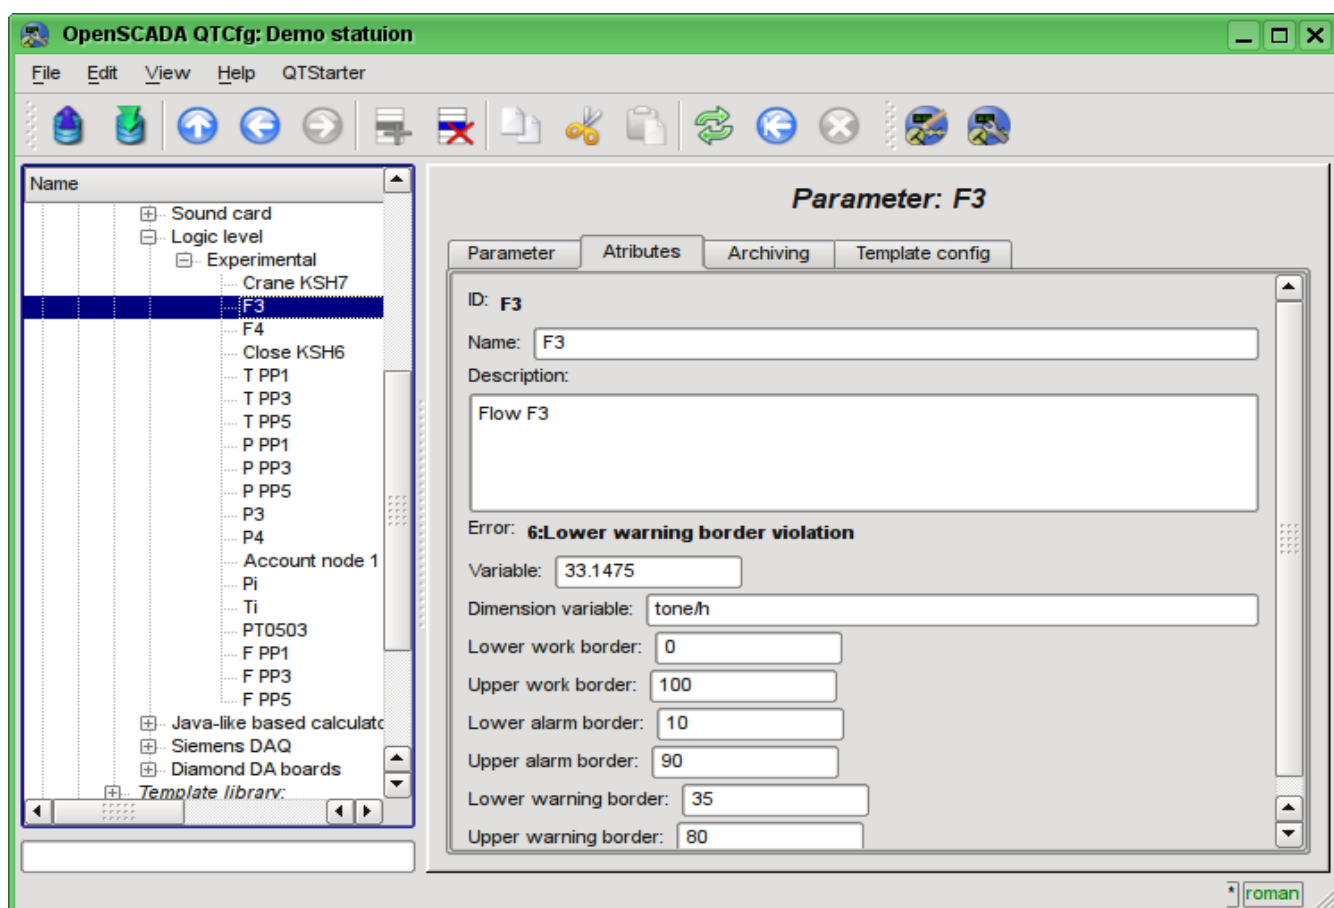 OpenSCADA QTCfg: Demo statuion
File Edit View Help QTStarter
Name
Sound card
Logic level
Experimental
Crane KSH7
F3
F4
Close KSH6
T PP1
T PP3
T PP5
P PP1
P PP3
P PP5
P3
P4
Account node 1
Pi
Ti
PT0503
F PP1
F PP3
F PP5
Java-like based calculato
Siemens DAQ
Diamond DA boards
Template library:
Parameter: F3
Parameter Atributes Archiving Template config
ID: F3
Name: F3
Description:
Flow F3
Error: 6:Lower warning border violation
Variable: 33.1475
Dimension variable: tone/h
Lower work border: 0
Upper work border: 100
Lower alarm border: 10
Upper alarm border: 90
Lower warning border: 35
Upper warning border: 80
* roman